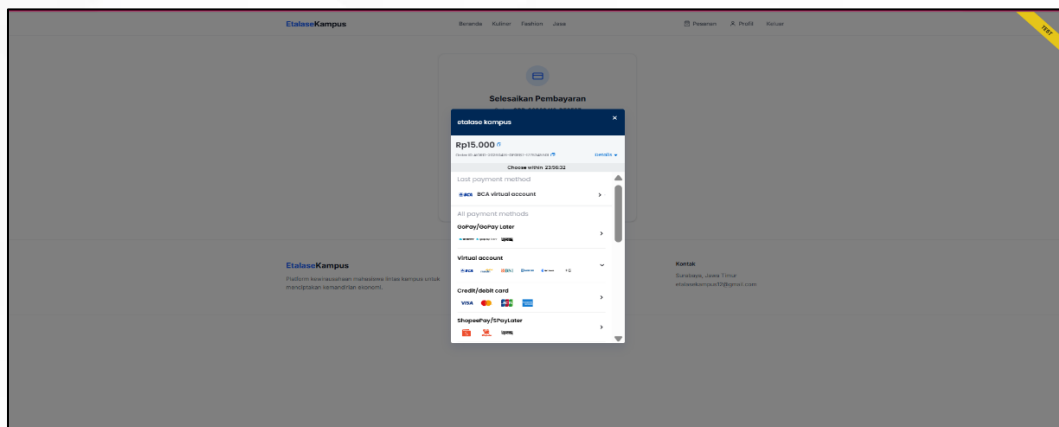 EtalaseKampus
Beranda Kuliner Fashion Jasa
Pesanan Profil Keluar
TEST
Selesaikan Pembayaran
etalase kampus ×
Rp15.000
Details
Choose within 23:59:32
Last payment method
BCA BCA virtual account
All payment methods
GoPay/GoPay Later
Virtual account
BCA
Credit/debit card
VISA
ShopeePay/SPayLater
EtalaseKampus
Platform kewirausahaan mahasiswa lintas kampus untuk
menciptakan kemandirian ekonomi.
Kontak
Surabaya, Jawa Timur